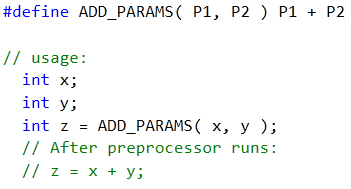 #define ADD_PARAMS( P1, P2 ) P1 + P2
// usage:
int x;
int y;
int z = ADD_PARAMS( x, y );
// After preprocessor runs:
// z = x + y;